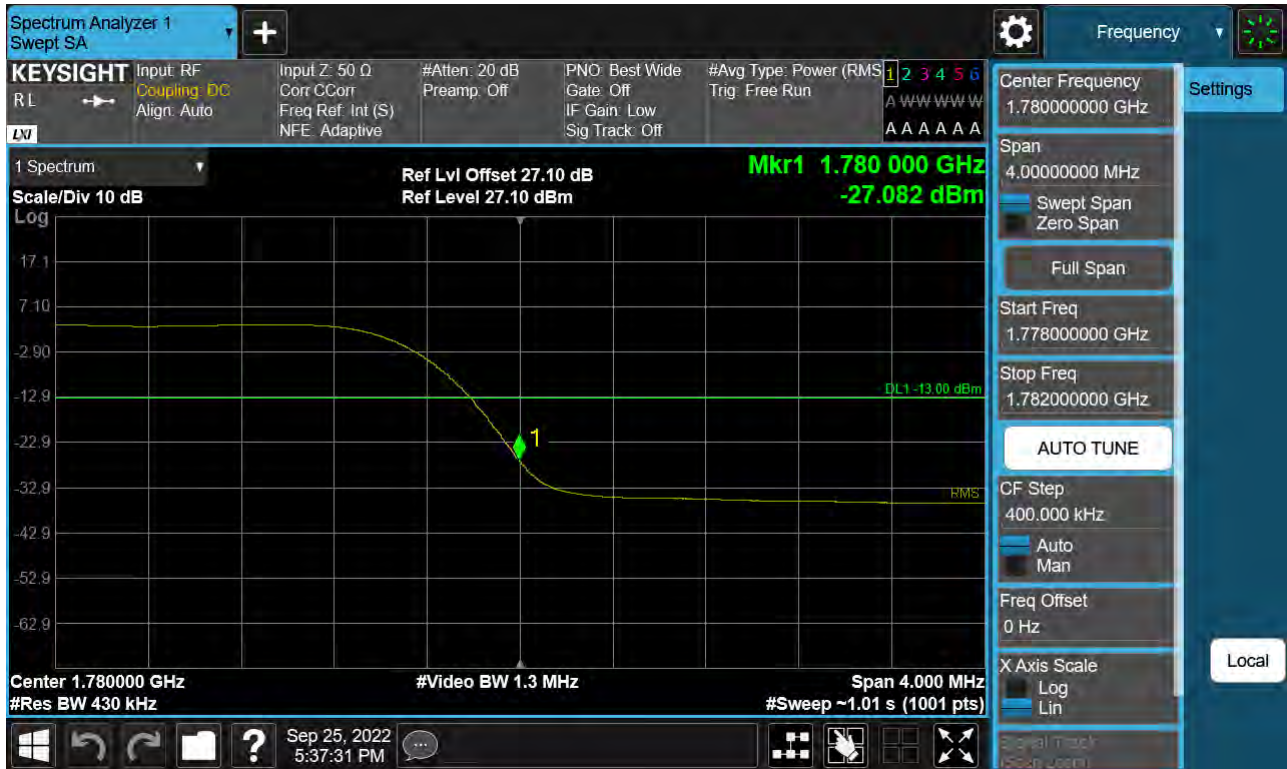 Spectrum Analyzer 1
Swept SA
+
Frequency
KEYSIGHT
RL
LXI
Input: RF
Coupling: DC
Align: Auto
Input Z: 50 Ω
Corr CCorr
Freq Ref: Int (S)
NFE: Adaptive
#Atten: 20 dB
Preamp: Off
PNO: Best Wide
Gate: Off
IF Gain: Low
Sig Track: Off
#Avg Type: Power (RMS
Trig: Free Run
1 2 3 4 5 6
A W W W W W
A A A A A A
1 Spectrum
Scale/Div 10 dB
Ref Lvl Offset 27.10 dB
Ref Level 27.10 dBm
Mkr1 1.780 000 GHz
-27.082 dBm
Log
17.1
7.10
-2.90
-12.9
-22.9
-32.9
-42.9
-52.9
-62.9
DL1 -13.00 dBm
1
RMS
Center 1.780000 GHz
#Res BW 430 kHz
#Video BW 1.3 MHz
Span 4.000 MHz
#Sweep ~1.01 s (1001 pts)
Center Frequency
1.780000000 GHz
Settings
Span
4.00000000 MHz
Swept Span
Zero Span
Full Span
Start Freq
1.778000000 GHz
Stop Freq
1.782000000 GHz
AUTO TUNE
CF Step
400.000 kHz
Auto
Man
Freq Offset
0 Hz
X Axis Scale
Log
Lin
Local
Signal Track
(Span Zoom)
?
Sep 25, 2022
5:37:31 PM